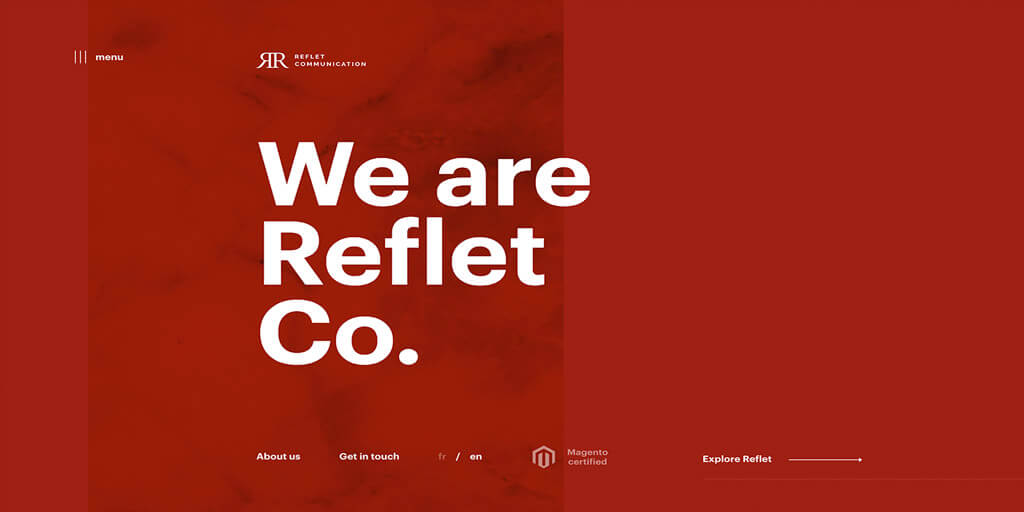 menu
REFLET
COMMUNICATION
We are
Reflet
Co.
About us
Get in touch
fr / en
Magento
certified
Explore Reflet